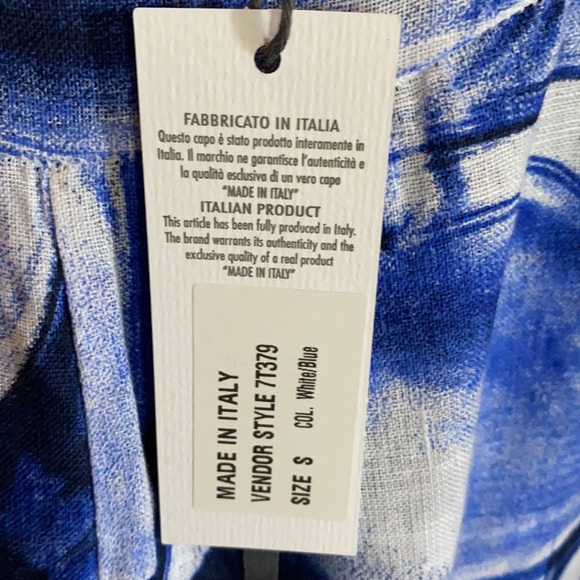 FABBRICATO IN ITALIA
Questo capo è stato prodotto interamente in
Italia. Il marchio ne garantisce l'autenticità e
la qualità esclusiva di un vero capo
"MADE IN ITALY"
ITALIAN PRODUCT
This article has been fully produced in Italy.
The brand warrants its authenticity and the
exclusive quality of a real product
"MADE IN ITALY"
MADE IN ITALY
VENDOR STYLE 7T379
SIZE S COL. White/Blue